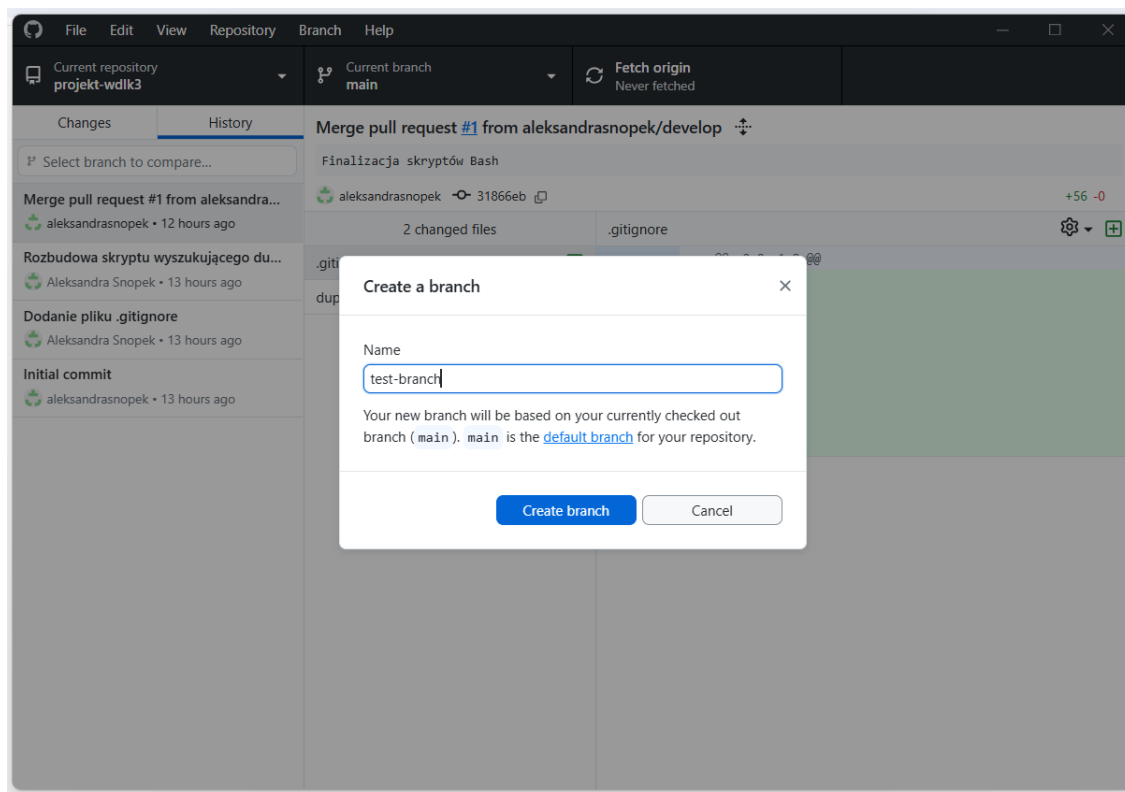 File Edit View Repository Branch Help
Current repository
projekt-wdlk3
Current branch
main
Fetch origin
Never fetched
Changes History
Select branch to compare...
Merge pull request #1 from aleksandra...
aleksandrasnopek • 12 hours ago
Rozbudowa skryptu wyszukującego du...
Aleksandra Snopek • 13 hours ago
Dodanie pliku .gitignore
Aleksandra Snopek • 13 hours ago
Initial commit
aleksandrasnopek • 13 hours ago
Merge pull request #1 from aleksandrasnopek/develop
Finalizacja skryptów Bash
aleksandrasnopek 31866eb
+56 -0
2 changed files
.giti
dup
.gitignore
Create a branch
Name
test-branch
Your new branch will be based on your currently checked out
branch (main). main is the default branch for your repository.
Create branch Cancel